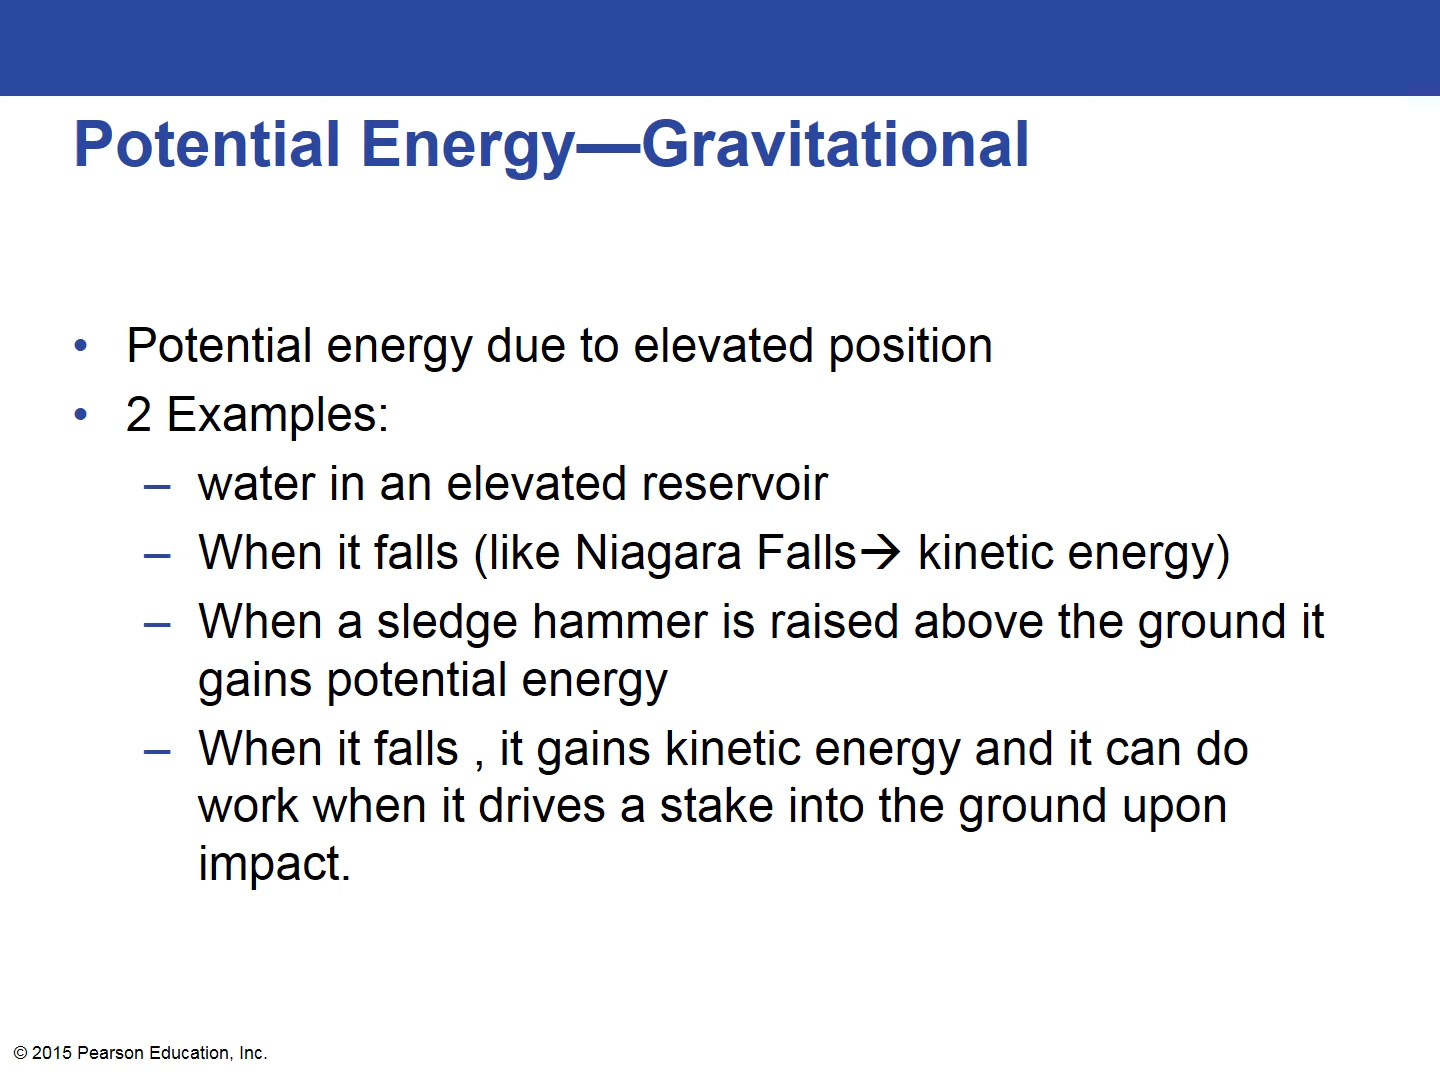 Potential Energy—Gravitational
• Potential energy due to elevated position
• 2 Examples:
– water in an elevated reservoir
– When it falls (like Niagara Falls→ kinetic energy)
– When a sledge hammer is raised above the ground it
gains potential energy
– When it falls , it gains kinetic energy and it can do
work when it drives a stake into the ground upon
impact.
© 2015 Pearson Education, Inc.